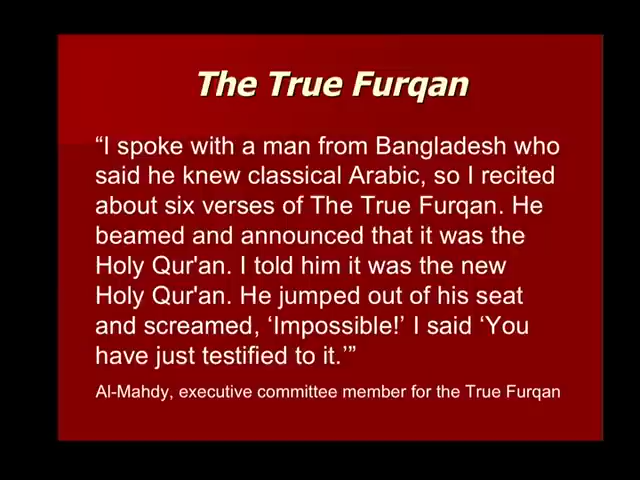 The True Furqan
“I spoke with a man from Bangladesh who
said he knew classical Arabic, so I recited
about six verses of The True Furqan. He
beamed and announced that it was the
Holy Qur'an. I told him it was the new
Holy Qur'an. He jumped out of his seat
and screamed, ‘Impossible!’ I said ‘You
have just testified to it.’”
Al-Mahdy, executive committee member for the True Furqan